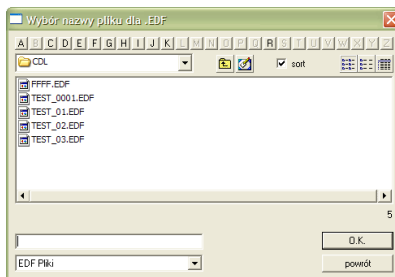 Wybór nazwy pliku dla .EDF
A B C D E F G H I J K L M N O P Q R S T U V W X Y Z
CDL
sort
FFFF.EDF
TEST_0001.EDF
TEST_01.EDF
TEST_02.EDF
TEST_03.EDF
5
O.K.
EDF Pliki
powrót